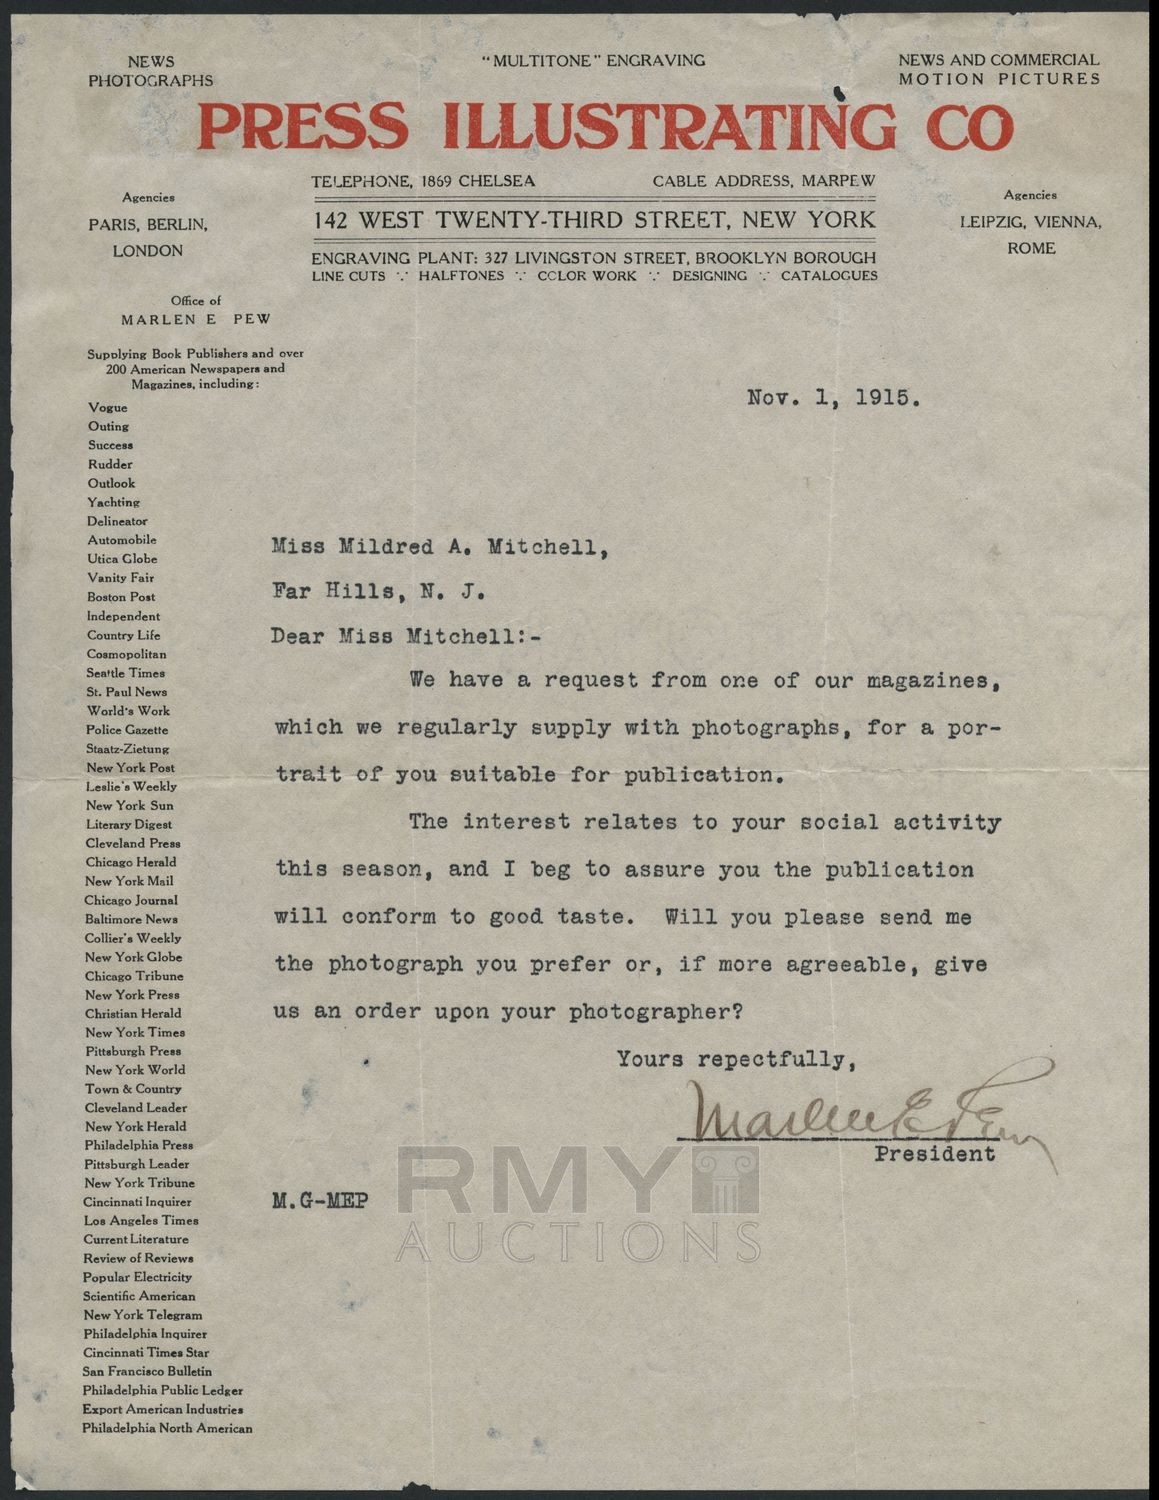 NEWS
PHOTOGRAPHS
"MULTITONE" ENGRAVING
NEWS AND COMMERCIAL
MOTION PICTURES
PRESS ILLUSTRATING CO
TELEPHONE, 1869 CHELSEA
CABLE ADDRESS, MARPEW
142 WEST TWENTY-THIRD STREET, NEW YORK
ENGRAVING PLANT: 327 LIVINGSTON STREET, BROOKLYN BOROUGH
LINE CUTS ∵ HALFTONES ∵ COLOR WORK ∵ DESIGNING ∵ CATALOGUES
Agencies
PARIS, BERLIN,
LONDON
Agencies
LEIPZIG, VIENNA,
ROME
Office of
MARLEN E PEW
Supplying Book Publishers and over
200 American Newspapers and
Magazines, including:
Vogue
Outing
Success
Rudder
Outlook
Yachting
Delineator
Automobile
Utica Globe
Vanity Fair
Boston Post
Independent
Country Life
Cosmopolitan
Seattle Times
St. Paul News
World's Work
Police Gazette
Staatz-Zietung
New York Post
Leslie's Weekly
New York Sun
Literary Digest
Cleveland Press
Chicago Herald
New York Mail
Chicago Journal
Baltimore News
Collier's Weekly
New York Globe
Chicago Tribune
New York Press
Christian Herald
New York Times
Pittsburgh Press
New York World
Town & Country
Cleveland Leader
New York Herald
Philadelphia Press
Pittsburgh Leader
New York Tribune
Cincinnati Inquirer
Los Angeles Times
Current Literature
Review of Reviews
Popular Electricity
Scientific American
New York Telegram
Philadelphia Inquirer
Cincinnati Times Star
San Francisco Bulletin
Philadelphia Public Ledger
Export American Industries
Philadelphia North American
Nov. 1, 1915.
Miss Mildred A. Mitchell,
Far Hills, N. J.
Dear Miss Mitchell:-
We have a request from one of our magazines,
which we regularly supply with photographs, for a por-
trait of you suitable for publication.
The interest relates to your social activity
this season, and I beg to assure you the publication
will conform to good taste. Will you please send me
the photograph you prefer or, if more agreeable, give
us an order upon your photographer?
Yours repectfully,
Marlen E Pew
President
M.G-MEP
RMY
AUCTIONS